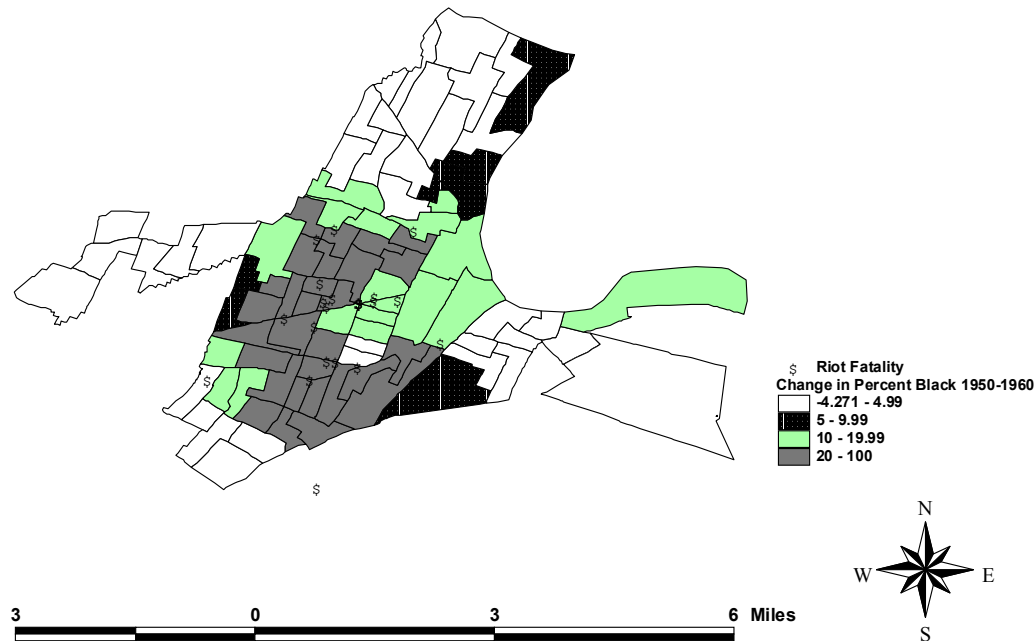 $ Riot Fatality
Change in Percent Black 1950-1960
-4.271 - 4.99
5 - 9.99
10 - 19.99
20 - 100
N
W E
S
3 0 3 6 Miles